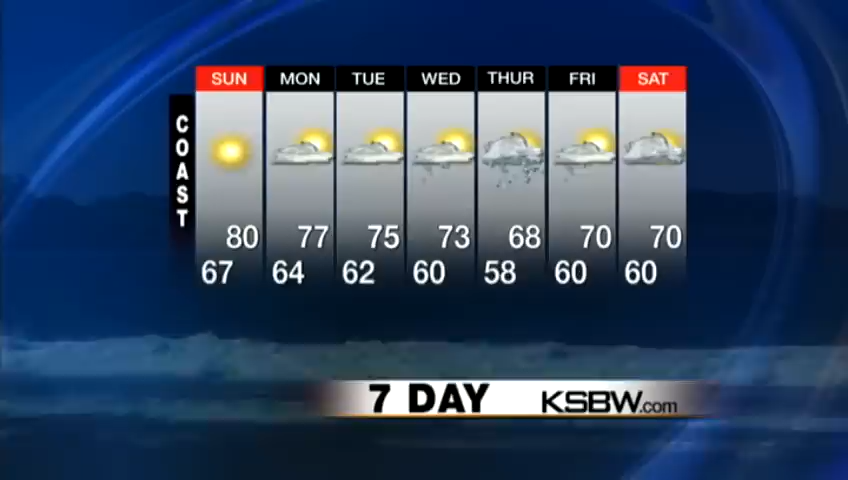 SUN MON TUE WED THUR FRI SAT
COAST
80 77 75 73 68 70 70
67 64 62 60 58 60 60
7 DAY KSBW.com